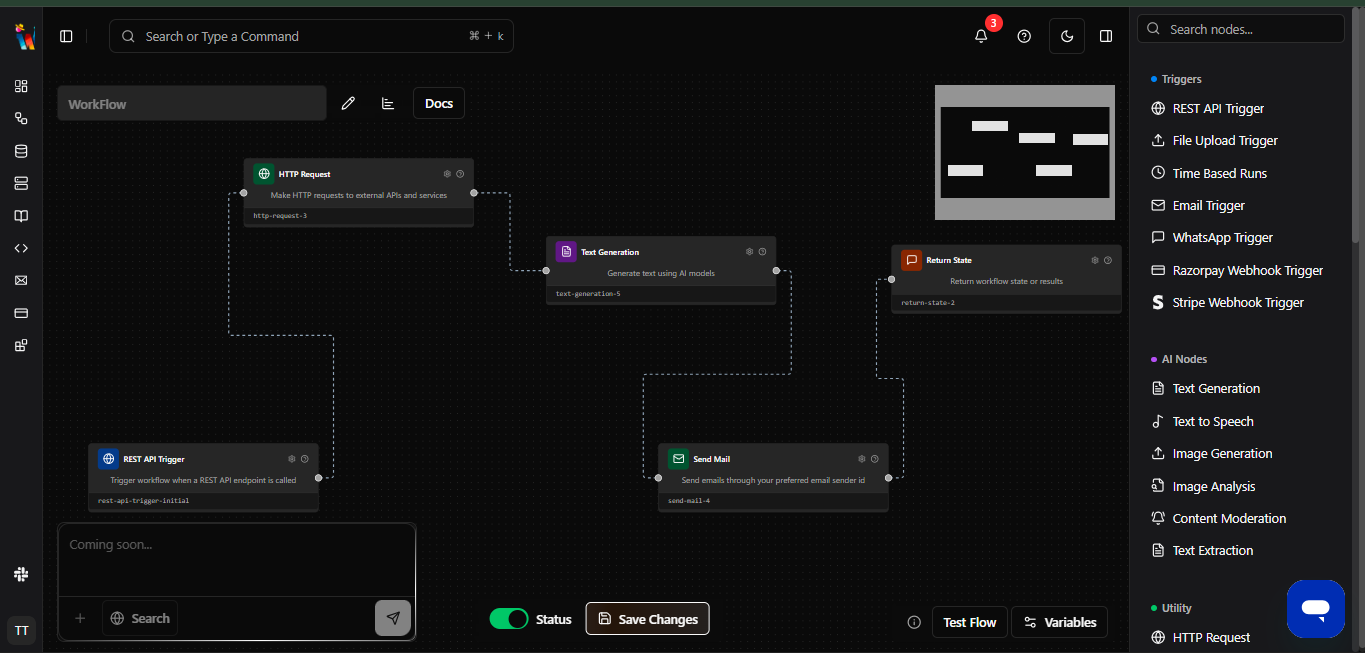 3
Search or Type a Command
⌘ + k
Search nodes...
WorkFlow
Docs
HTTP Request
Make HTTP requests to external APIs and services
http-request-3
Text Generation
Generate text using AI models
text-generation-5
Return State
Return workflow state or results
return-state-2
REST API Trigger
Trigger workflow when a REST API endpoint is called
rest-api-trigger-initial
Send Mail
Send emails through your preferred email sender id
send-mail-4
Coming soon...
Search
TT
Status
Save Changes
Test Flow
Variables
Triggers
REST API Trigger
File Upload Trigger
Time Based Runs
Email Trigger
WhatsApp Trigger
Razorpay Webhook Trigger
S Stripe Webhook Trigger
AI Nodes
Text Generation
Text to Speech
Image Generation
Image Analysis
Content Moderation
Text Extraction
Utility
HTTP Request